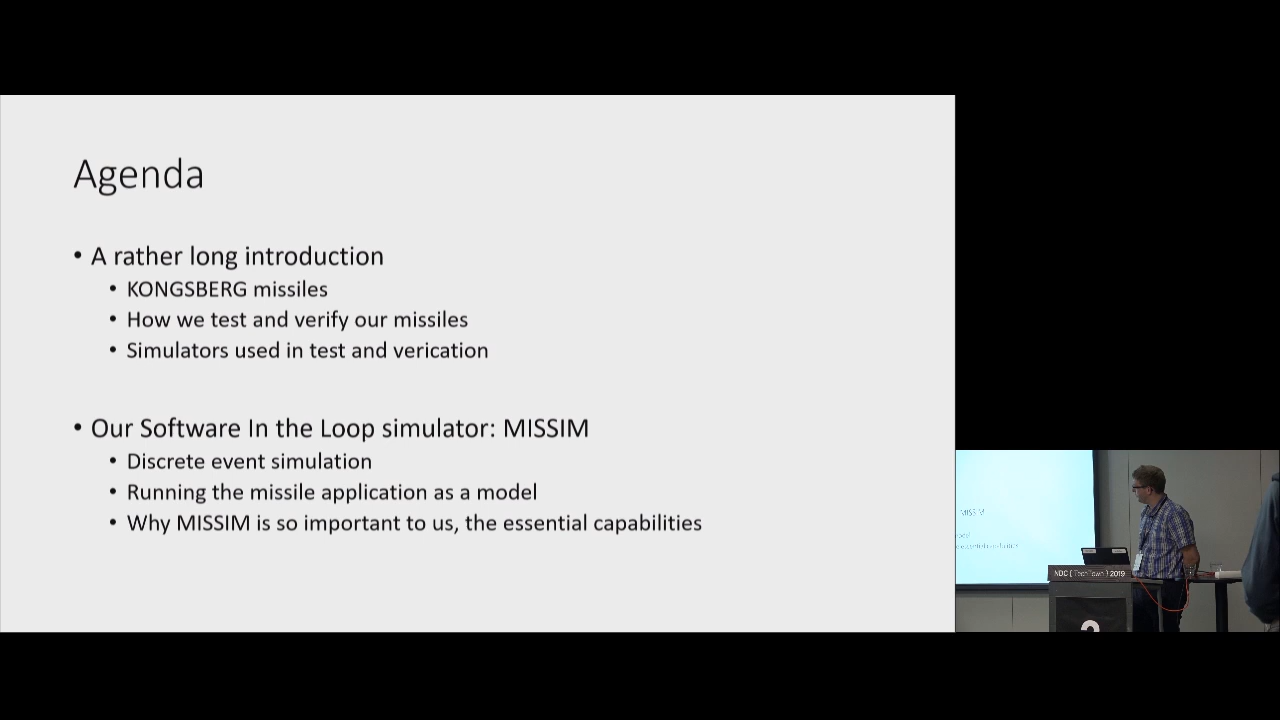 Agenda
• A rather long introduction
• KONGSBERG missiles
• How we test and verify our missiles
• Simulators used in test and verication
• Our Software In the Loop simulator: MISSIM
• Discrete event simulation
• Running the missile application as a model
• Why MISSIM is so important to us, the essential capabilities
MISSIM
NDC { TechTown } 2019